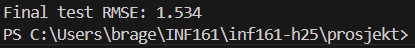 Final test RMSE: 1.534
PS C:\Users\brage\INF161\inf161-h25\prosjekt>